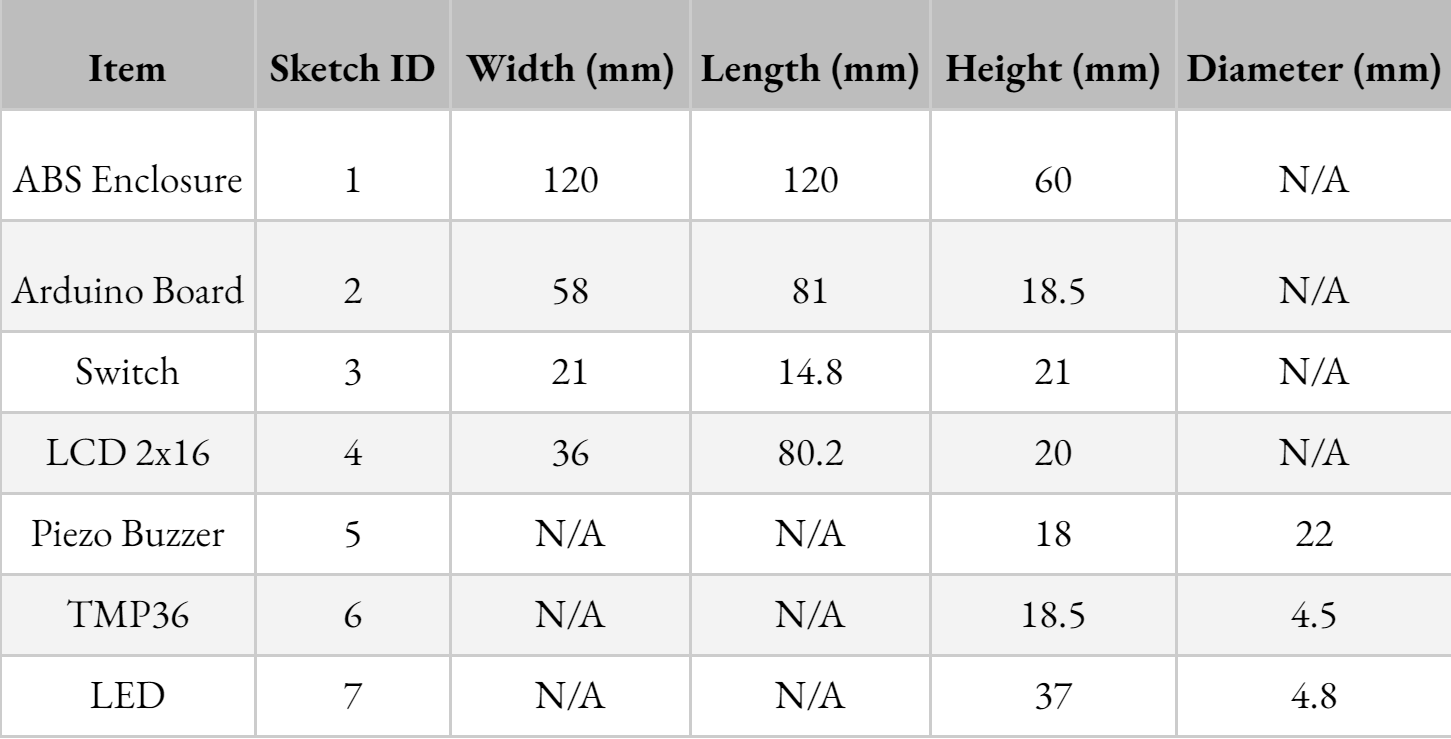 Item Sketch ID Width (mm) Length (mm) Height (mm) Diameter (mm)
ABS Enclosure 1 120 120 60 N/A
Arduino Board 2 58 81 18.5 N/A
Switch 3 21 14.8 21 N/A
LCD 2x16 4 36 80.2 20 N/A
Piezo Buzzer 5 N/A N/A 18 22
TMP36 6 N/A N/A 18.5 4.5
LED 7 N/A N/A 37 4.8